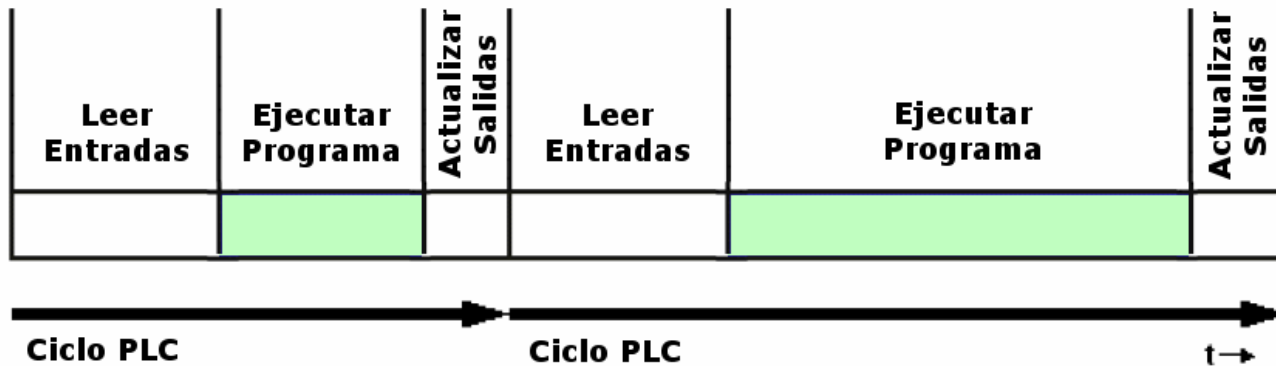 Leer
Entradas
Ejecutar
Programa
Actualizar
Salidas
Leer
Entradas
Ejecutar
Programa
Actualizar
Salidas
Ciclo PLC
Ciclo PLC
t→